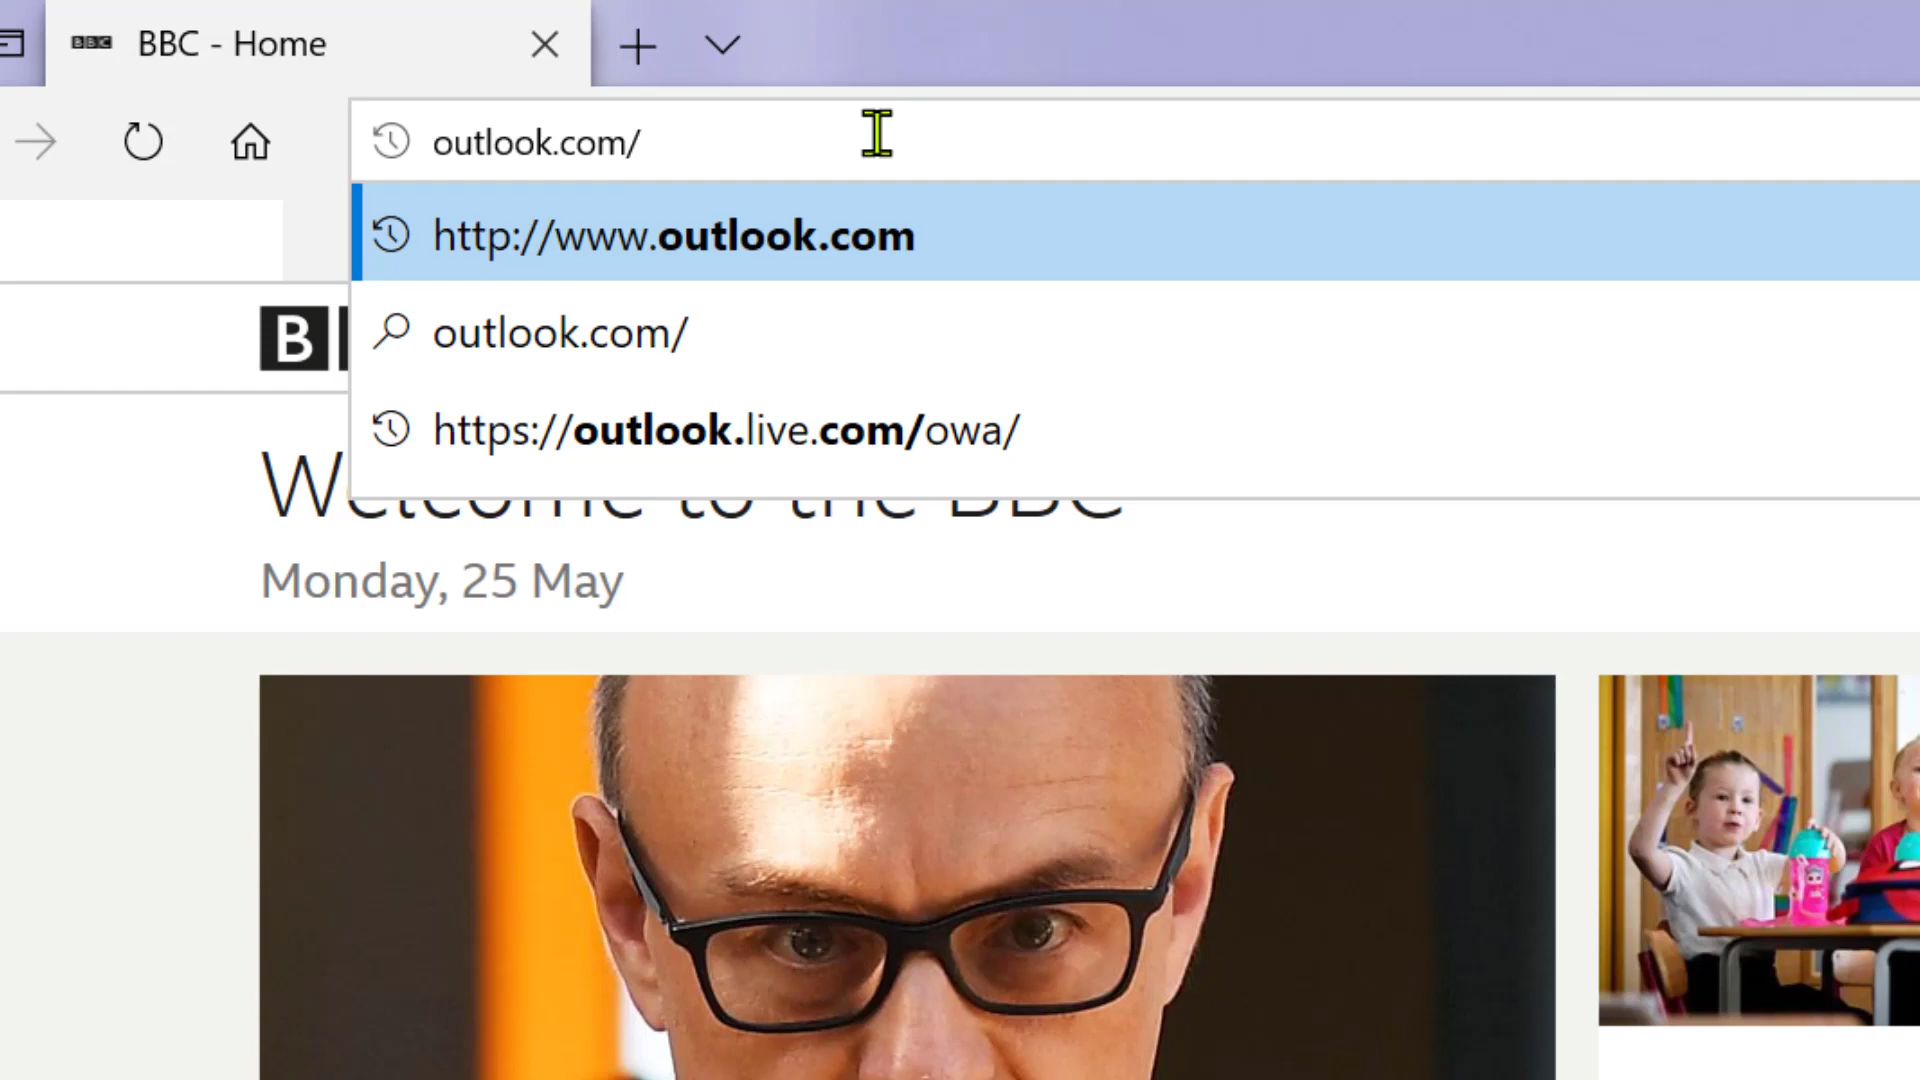 BBC BBC - Home
outlook.com/
http://www.outlook.com
outlook.com/
https://outlook.live.com/owa/
B
Welcome to the BBC
Monday, 25 May